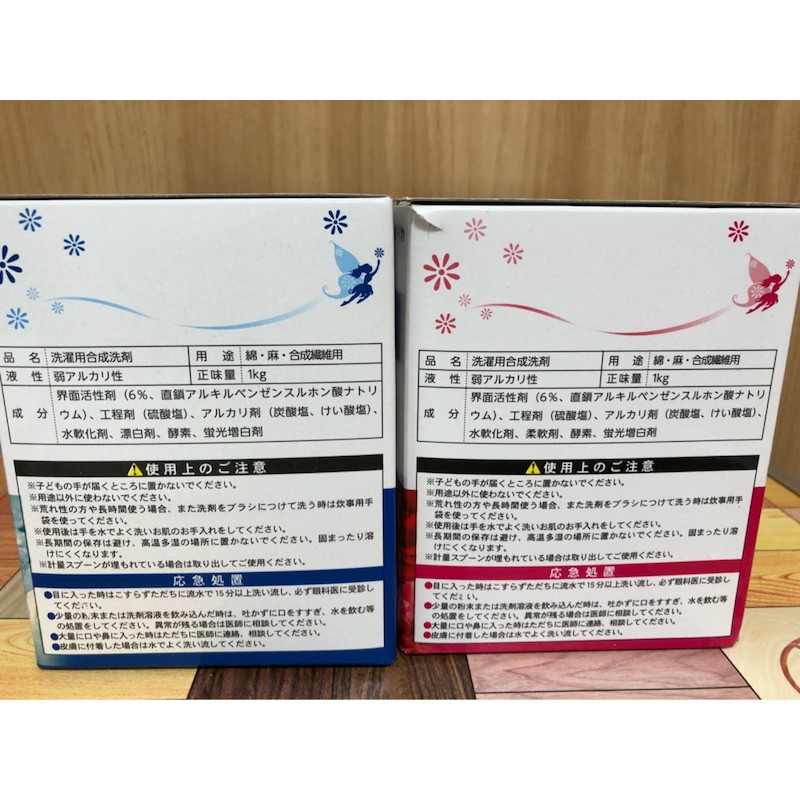 品名 洗濯用合成洗剤 用途 綿・麻・合成繊維用
液性 弱アルカリ性 正味量 1kg
成分 界面活性剤（6％、直鎖アルキルベンゼンスルホン酸ナトリ
ウム）、工程剤（硫酸塩）、アルカリ剤（炭酸塩、けい酸塩）、
水軟化剤、漂白剤、酵素、蛍光増白剤
⚠使用上のご注意
※子どもの手が届くところに置かないでください。
※用途以外に使わないでください。
※荒れ性の方や長時間使う場合、また洗剤をブラシにつけて洗う時は炊事用手
袋を使ってください。
※使用後は手を水でよく洗いお肌のお手入れをしてください。
※長期間の保存は避け、高温多湿の場所に置かないでください。固まったり溶
けにくくなります。
※計量スプーンが埋もれている場合は取り出してご使用ください。
応急処置
●目に入った時はこすらずただちに流水で15分以上洗い流し、必ず眼科医に受診し
てください。
●少量の粉末または洗剤溶液を飲み込んだ時は、吐かずに口をすすぎ、水を飲む等
の処置をしてください。異常が残る場合は医師に相談してください。
●大量に口や鼻に入った時はただちに医師に連絡、相談してください。
●皮膚に付着した場合は水でよく洗い流してください。
品名 洗濯用合成洗剤 用途 綿・麻・合成繊維用
液性 弱アルカリ性 正味量 1kg
成分 界面活性剤（6％、直鎖アルキルベンゼンスルホン酸ナトリ
ウム）、工程剤（硫酸塩）、アルカリ剤（炭酸塩、けい酸塩）、
水軟化剤、柔軟剤、酵素、蛍光増白剤
⚠使用上のご注意
※子どもの手が届くところに置かないでください。
※用途以外に使わないでください。
※荒れ性の方や長時間使う場合、また洗剤をブラシにつけて洗う時は炊事用手
袋を使ってください。
※使用後は手を水でよく洗いお肌のお手入れをしてください。
※長期間の保存は避け、高温多湿の場所に置かないでください。固まったり溶
けにくくなります。
※計量スプーンが埋もれている場合は取り出してご使用ください。
応急処置
●目に入った時はこすらずただちに流水で15分以上洗い流し、必ず眼科医に受診し
てください。
●少量の粉末または洗剤溶液を飲み込んだ時は、吐かずに口をすすぎ、水を飲む等
の処置をしてください。異常が残る場合は医師に相談してください。
●大量に口や鼻に入った時はただちに医師に連絡、相談してください。
●皮膚に付着した場合は水でよく洗い流してください。